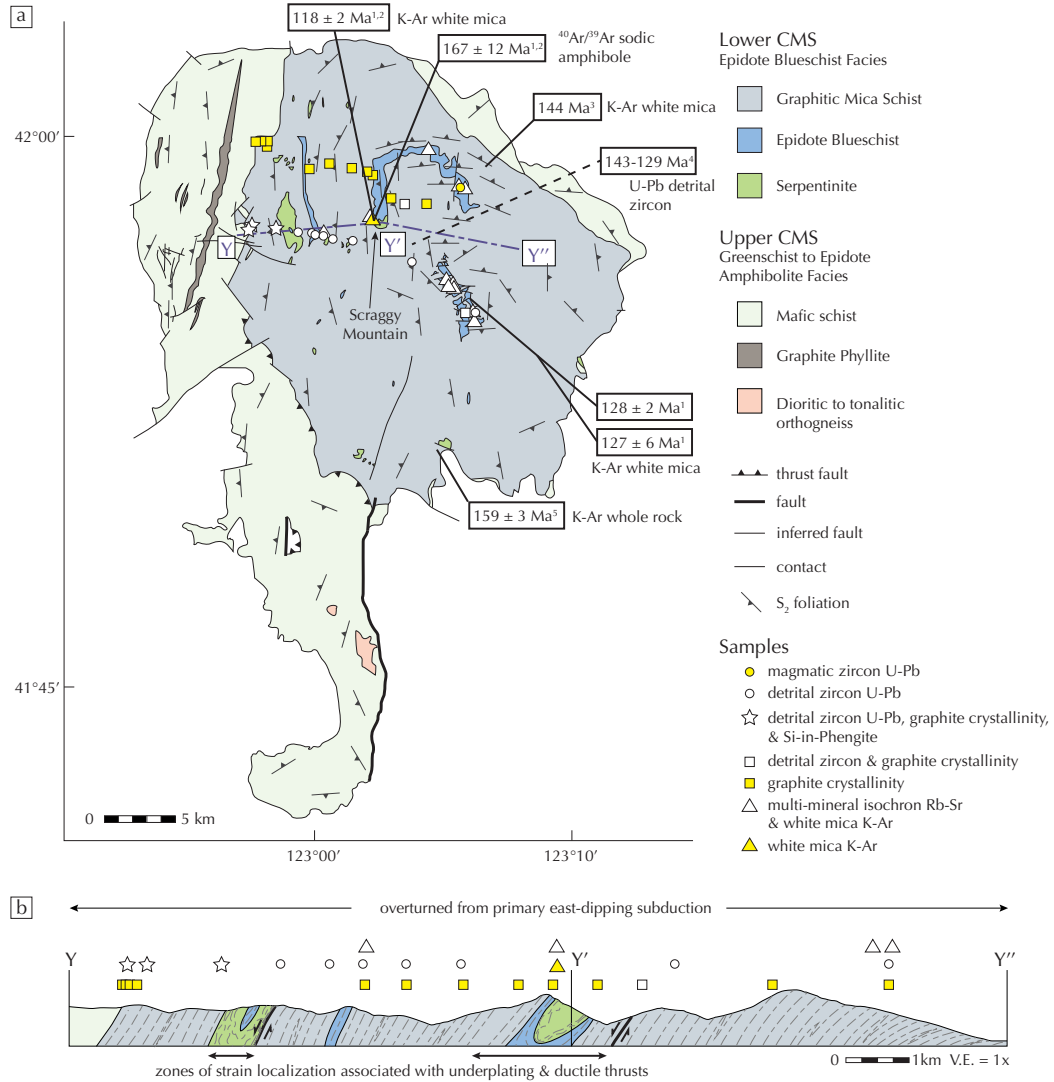 a
118 ± 2 Ma1,2
K-Ar white mica
167 ± 12 Ma1,2
40Ar/39Ar sodic
amphibole
144 Ma3
K-Ar white mica
143-129 Ma4
U-Pb detrital
zircon
42°00′
Y
Y′
Y′′
Scraggy
Mountain
128 ± 2 Ma1
127 ± 6 Ma1
K-Ar white mica
159 ± 3 Ma5
K-Ar whole rock
41°45′
0
5 km
123°00′
123°10′
Lower CMS
Epidote Blueschist Facies
Graphitic Mica Schist
Epidote Blueschist
Serpentinite
Upper CMS
Greenschist to Epidote
Amphibolite Facies
Mafic schist
Graphite Phyllite
Dioritic to tonalitic
orthogneiss
thrust fault
fault
inferred fault
contact
S2 foliation
Samples
magmatic zircon U-Pb
detrital zircon U-Pb
detrital zircon U-Pb, graphite crystallinity,
& Si-in-Phengite
detrital zircon & graphite crystallinity
graphite crystallinity
multi-mineral isochron Rb-Sr
& white mica K-Ar
white mica K-Ar
b
overturned from primary east-dipping subduction
Y
Y′
Y′′
0
1km V.E. = 1x
zones of strain localization associated with underplating & ductile thrusts